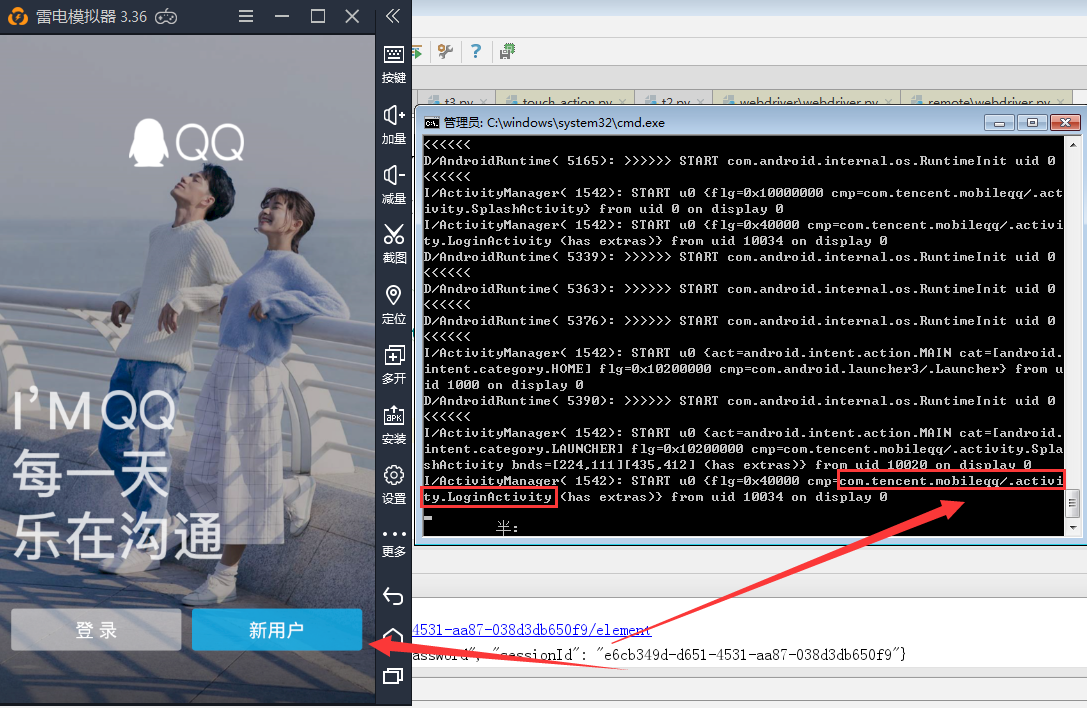 雷电模拟器 3.36
QQ
I'M QQ
每一天
乐在沟通
登 录
新用户
按键
加量
减量
截图
定位
多开
安装
设置
更多
t3.py
touch_action.py
t2.py
webdriver\webdriver.py
remote\webdriver.py
管理员: C:\windows\system32\cmd.exe
<<<<<<
D/AndroidRuntime( 5165): >>>>>> START com.android.internal.os.RuntimeInit uid 0
<<<<<<
I/ActivityManager( 1542): START u0 {flg=0x10000000 cmp=com.tencent.mobileqq/.act
ivity.SplashActivity} from uid 0 on display 0
I/ActivityManager( 1542): START u0 {flg=0x40000 cmp=com.tencent.mobileqq/.activi
ty.LoginActivity (has extras)} from uid 10034 on display 0
D/AndroidRuntime( 5339): >>>>>> START com.android.internal.os.RuntimeInit uid 0
<<<<<<
D/AndroidRuntime( 5363): >>>>>> START com.android.internal.os.RuntimeInit uid 0
<<<<<<
D/AndroidRuntime( 5376): >>>>>> START com.android.internal.os.RuntimeInit uid 0
<<<<<<
I/ActivityManager( 1542): START u0 {act=android.intent.action.MAIN cat=[android.
intent.category.HOME] flg=0x10200000 cmp=com.android.launcher3/.Launcher} from u
id 1000 on display 0
D/AndroidRuntime( 5390): >>>>>> START com.android.internal.os.RuntimeInit uid 0
<<<<<<
I/ActivityManager( 1542): START u0 {act=android.intent.action.MAIN cat=[android.
intent.category.LAUNCHER] flg=0x10200000 cmp=com.tencent.mobileqq/.activity.Spla
shActivity bnds=[224,111][435,412] (has extras)} from uid 10020 on display 0
I/ActivityManager( 1542): START u0 {flg=0x40000 cmp=com.tencent.mobileqq/.activi
ty.LoginActivity (has extras)} from uid 10034 on display 0
半:
4531-aa87-038d3db650f9/element
assword", "sessionId": "e6cb349d-d651-4531-aa87-038d3db650f9"}